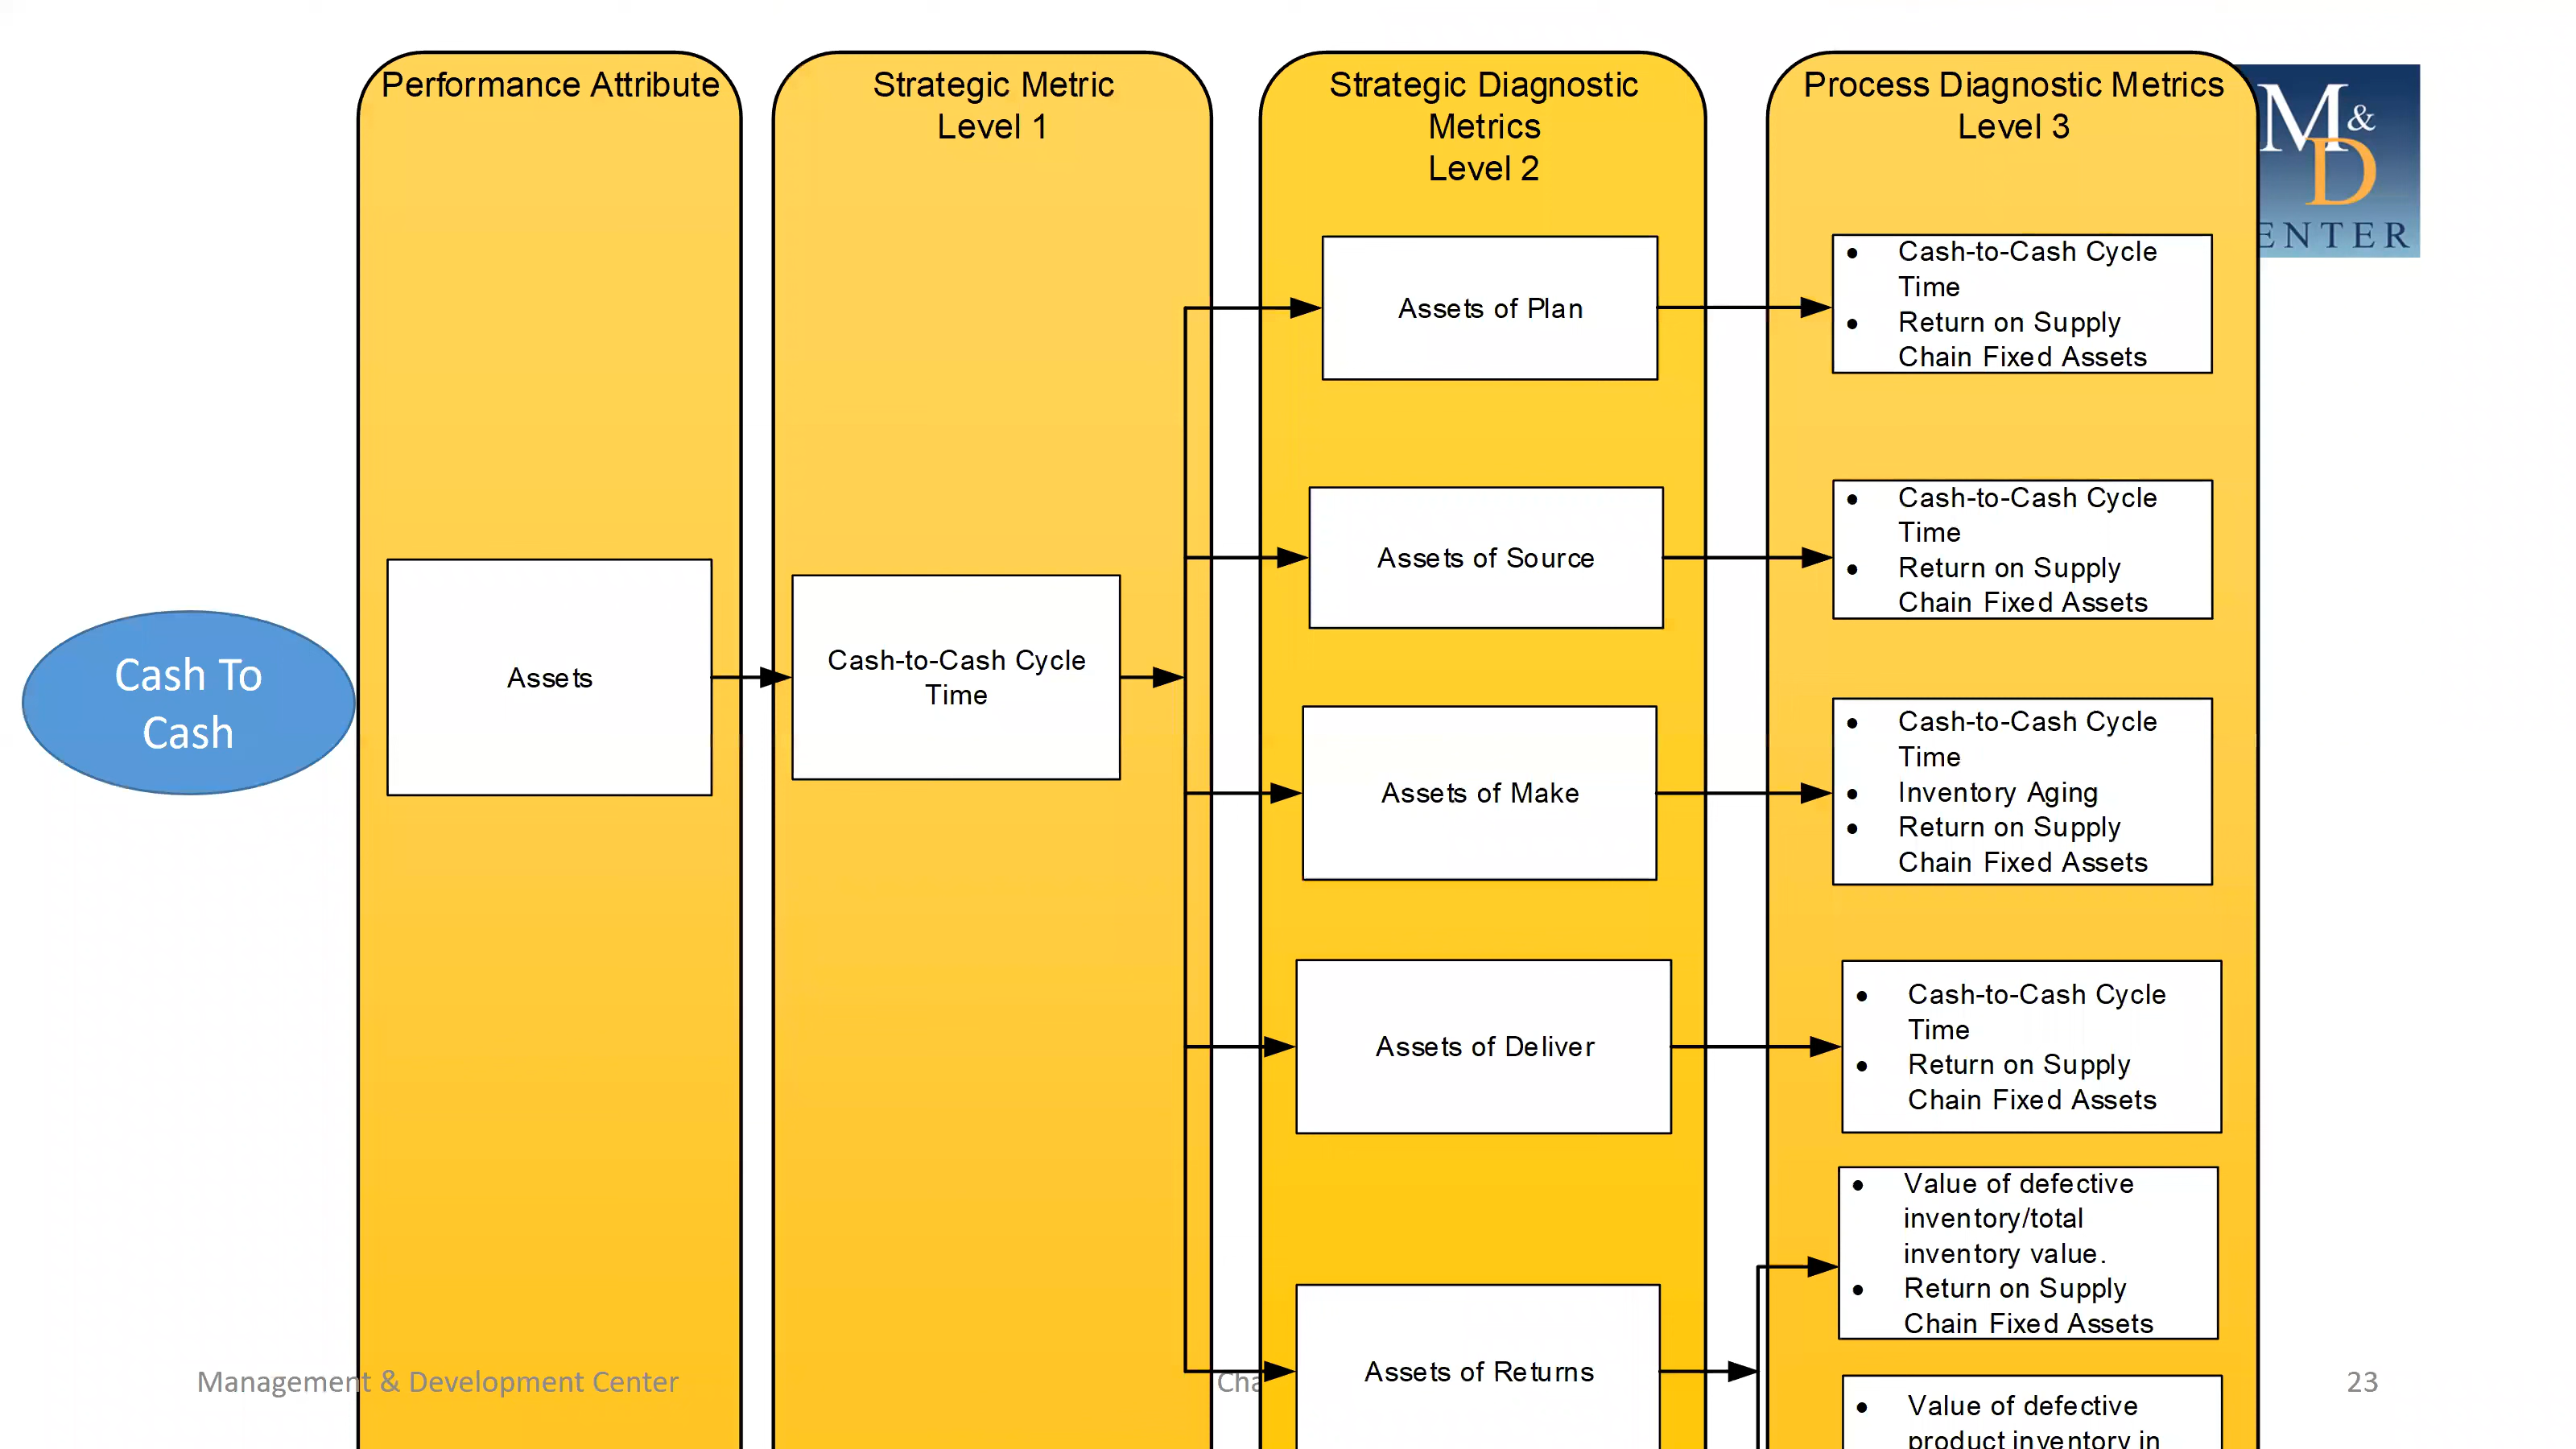 Performance Attribute
Strategic Metric
Level 1
Strategic Diagnostic
Metrics
Level 2
Process Diagnostic Metrics
Level 3
M&
D
ENTER
Cash To
Cash
Assets
Cash-to-Cash Cycle
Time
Assets of Plan
Assets of Source
Assets of Make
Assets of Deliver
Assets of Returns
• Cash-to-Cash Cycle
Time
• Return on Supply
Chain Fixed Assets
• Cash-to-Cash Cycle
Time
• Return on Supply
Chain Fixed Assets
• Cash-to-Cash Cycle
Time
• Inventory Aging
• Return on Supply
Chain Fixed Assets
• Cash-to-Cash Cycle
Time
• Return on Supply
Chain Fixed Assets
• Value of defective
inventory/total
inventory value.
• Return on Supply
Chain Fixed Assets
• Value of defective
product inventory in
Management & Development Center
Cha
23